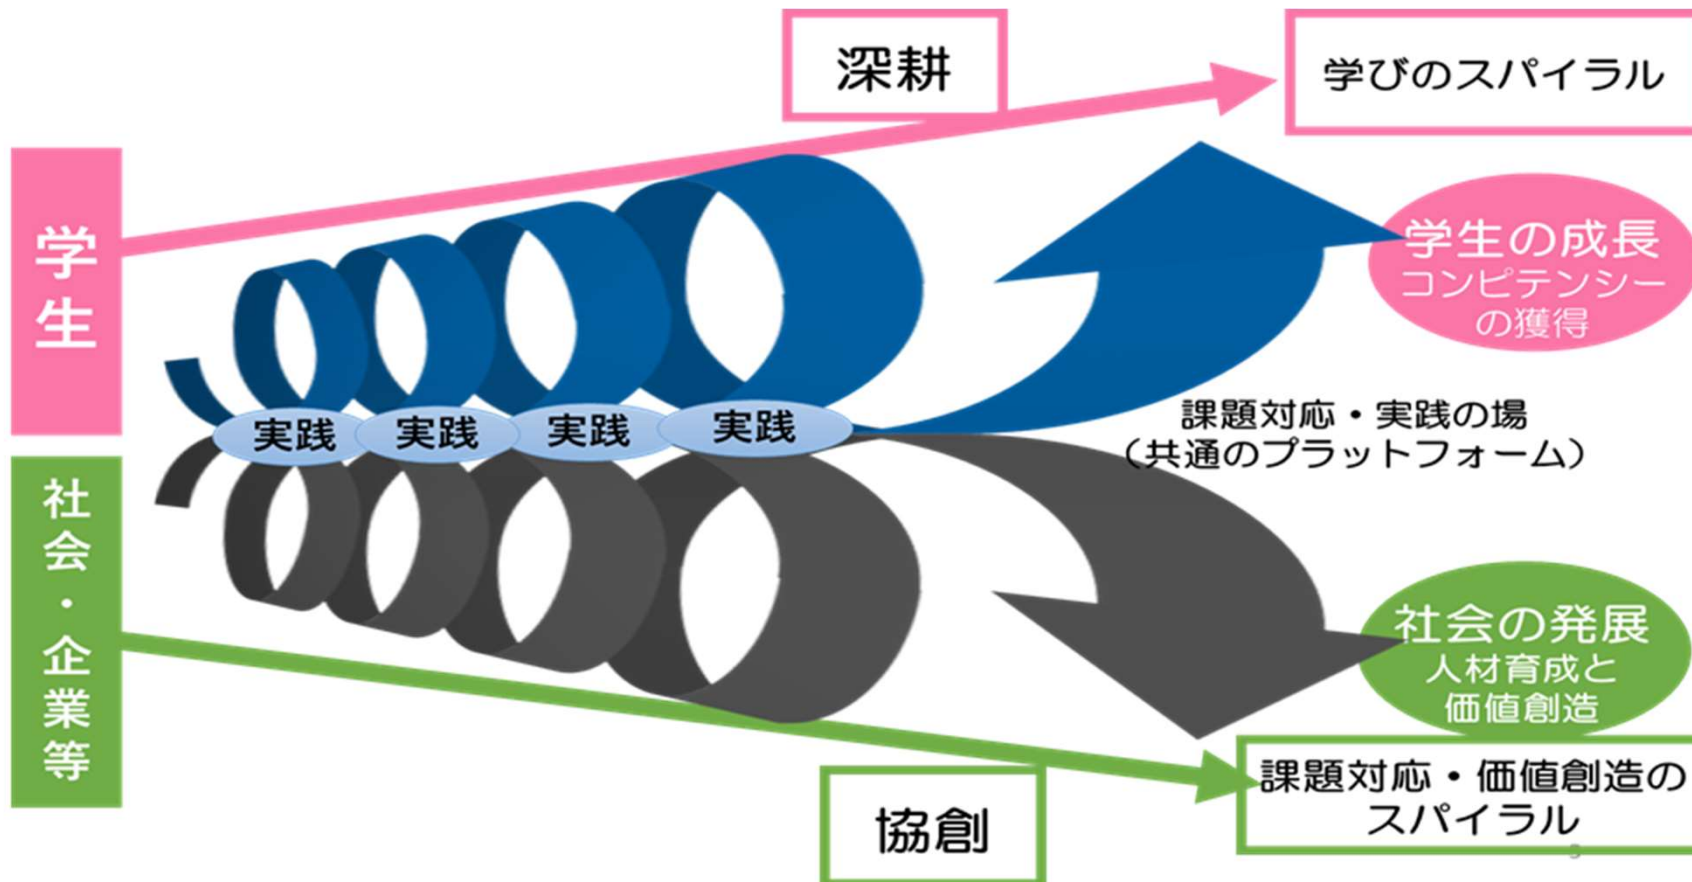 深耕
学びのスパイラル
学生
学生の成長
コンピテンシー
の獲得
実践
実践
実践
実践
課題対応・実践の場
（共通のプラットフォーム）
社会・企業等
社会の発展
人材育成と
価値創造
課題対応・価値創造の
スパイラル
協創
3